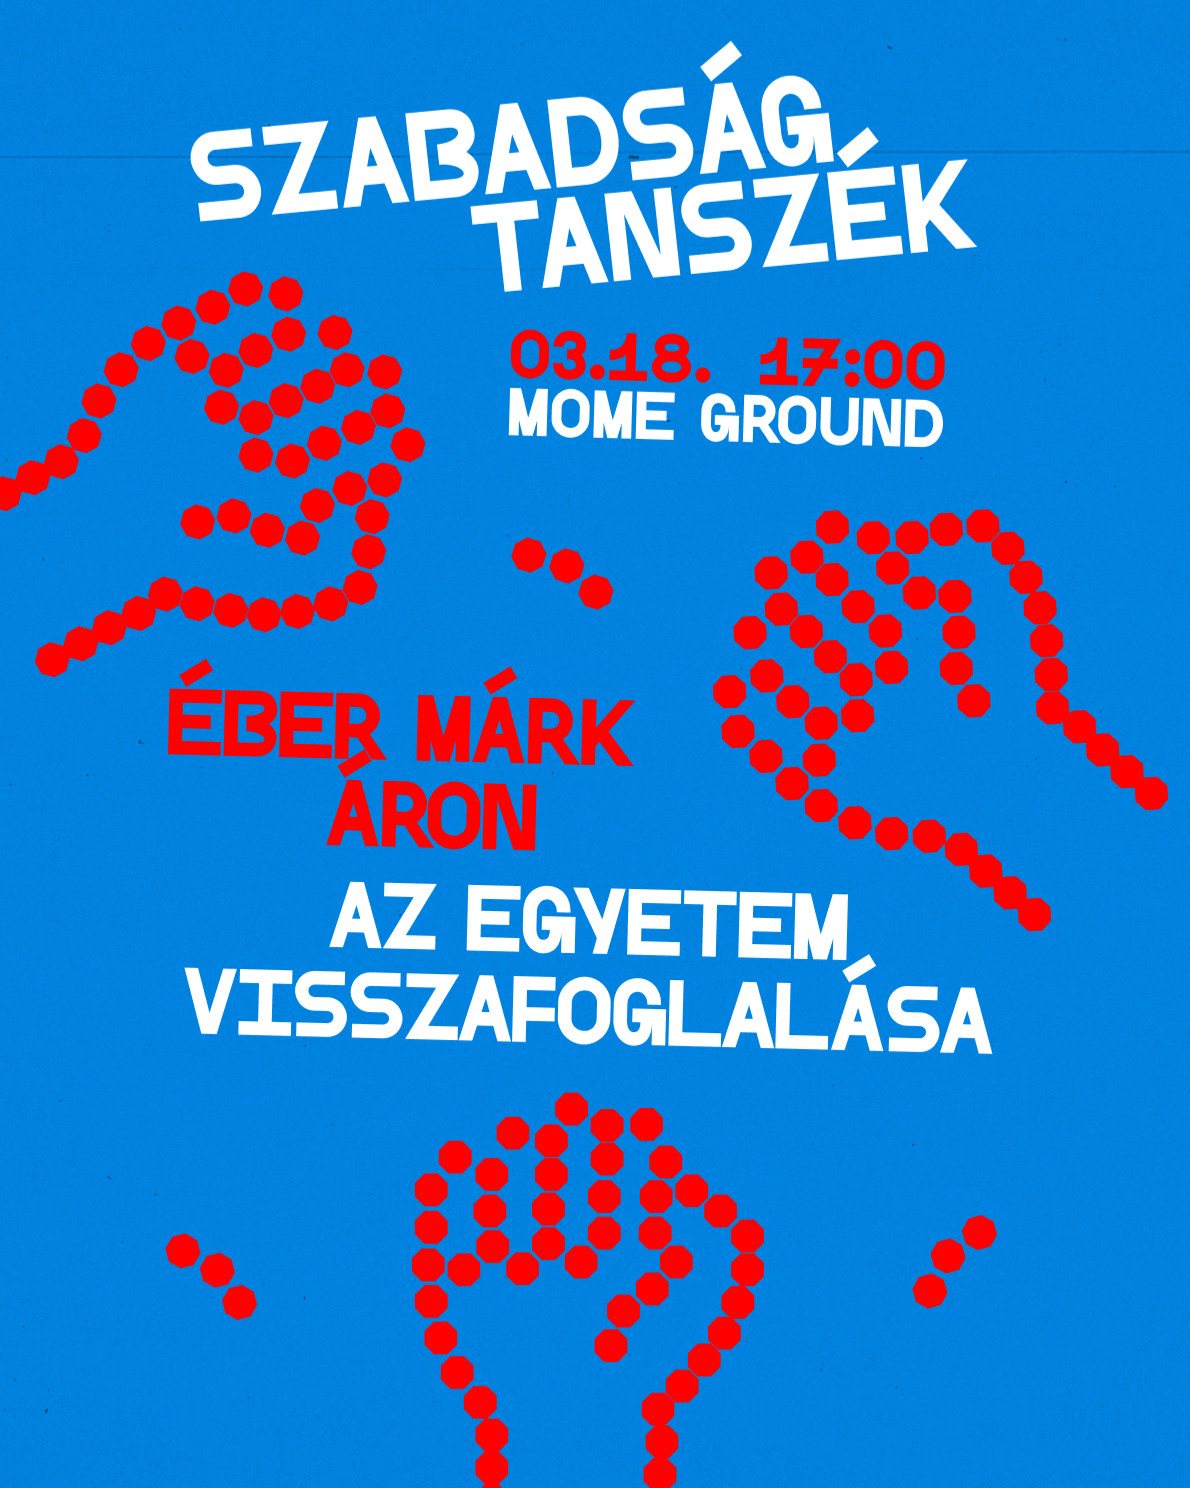 SZABADSÁG
TANSZÉK
03.18. 17:00
MOME GROUND
ÉBER MÁRK
ÁRON
AZ EGYETEM
VISSZAFOGLALÁSA